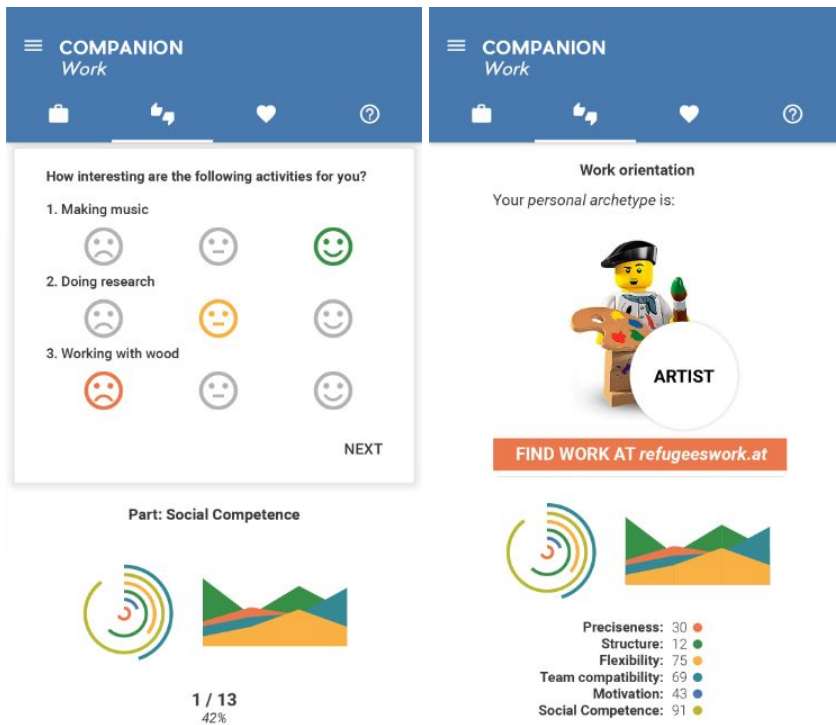 COMPANION
Work
How interesting are the following activities for you?
1. Making music
2. Doing research
3. Working with wood
NEXT
Part: Social Competence
1 / 13
42%
COMPANION
Work
Work orientation
Your personal archetype is:
ARTIST
FIND WORK AT refugeeswork.at
Preciseness: 30
Structure: 12
Flexibility: 75
Team compatibility: 69
Motivation: 43
Social Competence: 91